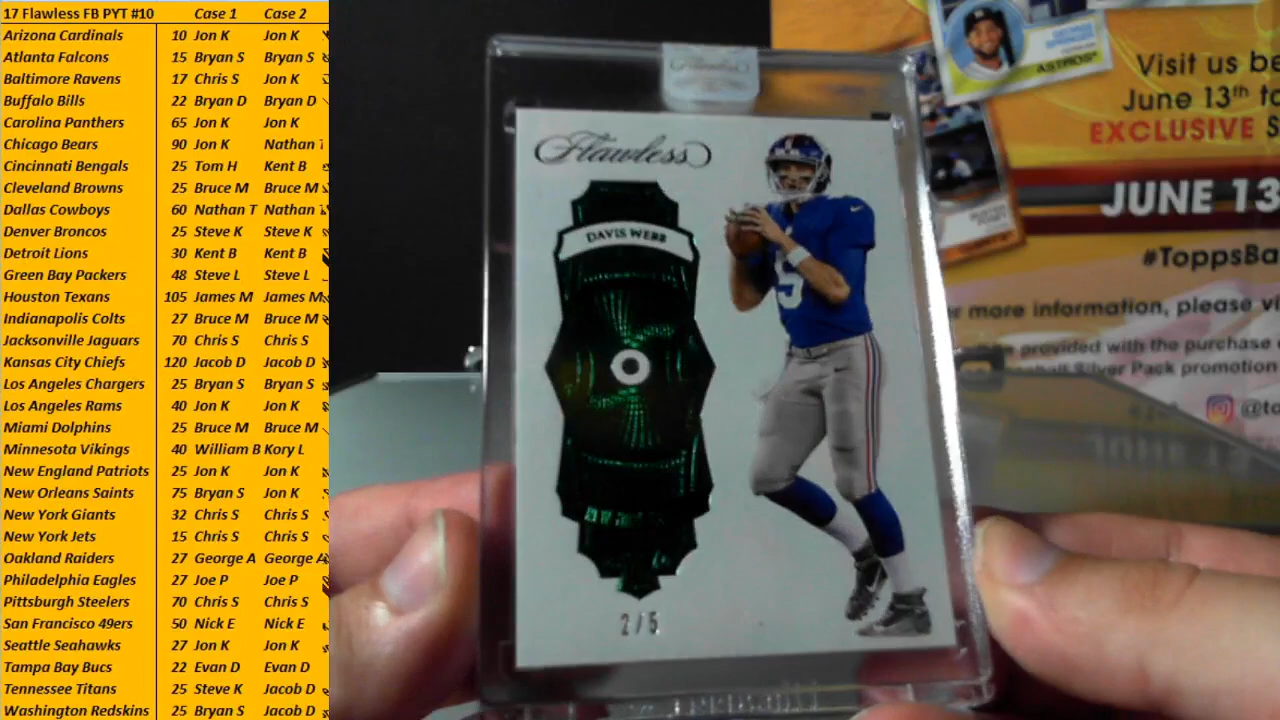 17 Flawless FB PYT #10 Case 1 Case 2
Arizona Cardinals 10 Jon K Jon K
Atlanta Falcons 15 Bryan S Bryan S
Baltimore Ravens 17 Chris S Jon K
Buffalo Bills 22 Bryan D Bryan D
Carolina Panthers 65 Jon K Jon K
Chicago Bears 90 Jon K Nathan T
Cincinnati Bengals 25 Tom H Kent B
Cleveland Browns 25 Bruce M Bruce M
Dallas Cowboys 60 Nathan T Nathan T
Denver Broncos 25 Steve K Steve K
Detroit Lions 30 Kent B Kent B
Green Bay Packers 48 Steve L Steve L
Houston Texans 105 James M James M
Indianapolis Colts 27 Bruce M Bruce M
Jacksonville Jaguars 70 Chris S Chris S
Kansas City Chiefs 120 Jacob D Jacob D
Los Angeles Chargers 25 Bryan S Bryan S
Los Angeles Rams 40 Jon K Jon K
Miami Dolphins 25 Bruce M Bruce M
Minnesota Vikings 40 William B Kory L
New England Patriots 25 Jon K Jon K
New Orleans Saints 75 Bryan S Jon K
New York Giants 32 Chris S Chris S
New York Jets 15 Chris S Chris S
Oakland Raiders 27 George A George A
Philadelphia Eagles 27 Joe P Joe P
Pittsburgh Steelers 70 Chris S Chris S
San Francisco 49ers 50 Nick E Nick E
Seattle Seahawks 27 Jon K Jon K
Tampa Bay Bucs 22 Evan D Evan D
Tennessee Titans 25 Steve K Jacob D
Washington Redskins 25 Bryan S Jacob D
Flawless
DAVIS WEBB
5
2/5
ASTROS
Visit us be
June 13th to
EXCLUSIVE S
JUNE 13
#ToppsBa
r more information, please vi
provided with the purchase
Silver Pack promotion
@to